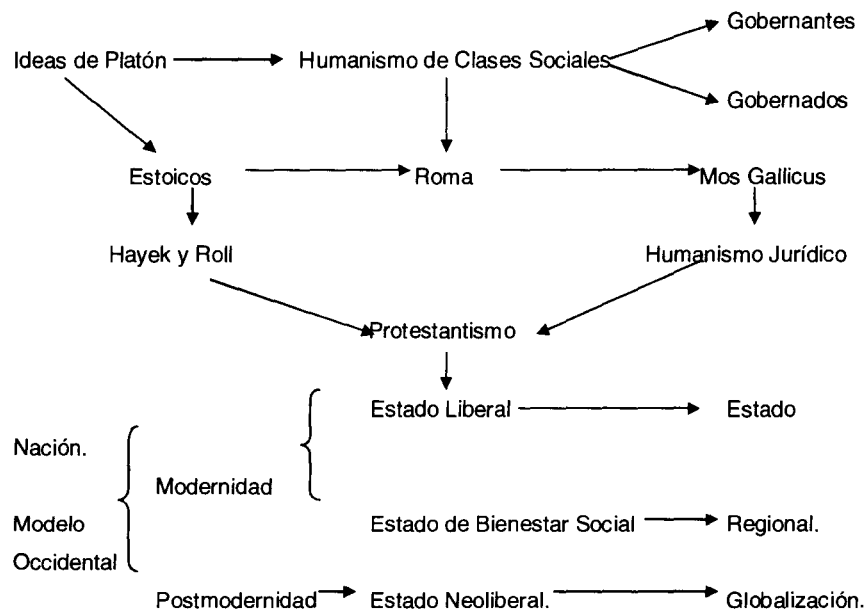 Gobernantes
Ideas de Platón Humanismo de Clases Sociales
Gobernados
Estoicos Roma Mos Gallicus
Hayek y Roll Humanismo Jurídico
Protestantismo
Estado Liberal Estado
Nación.
Modernidad
Modelo Estado de Bienestar Social Regional.
Occidental
Postmodernidad Estado Neoliberal. Globalización.